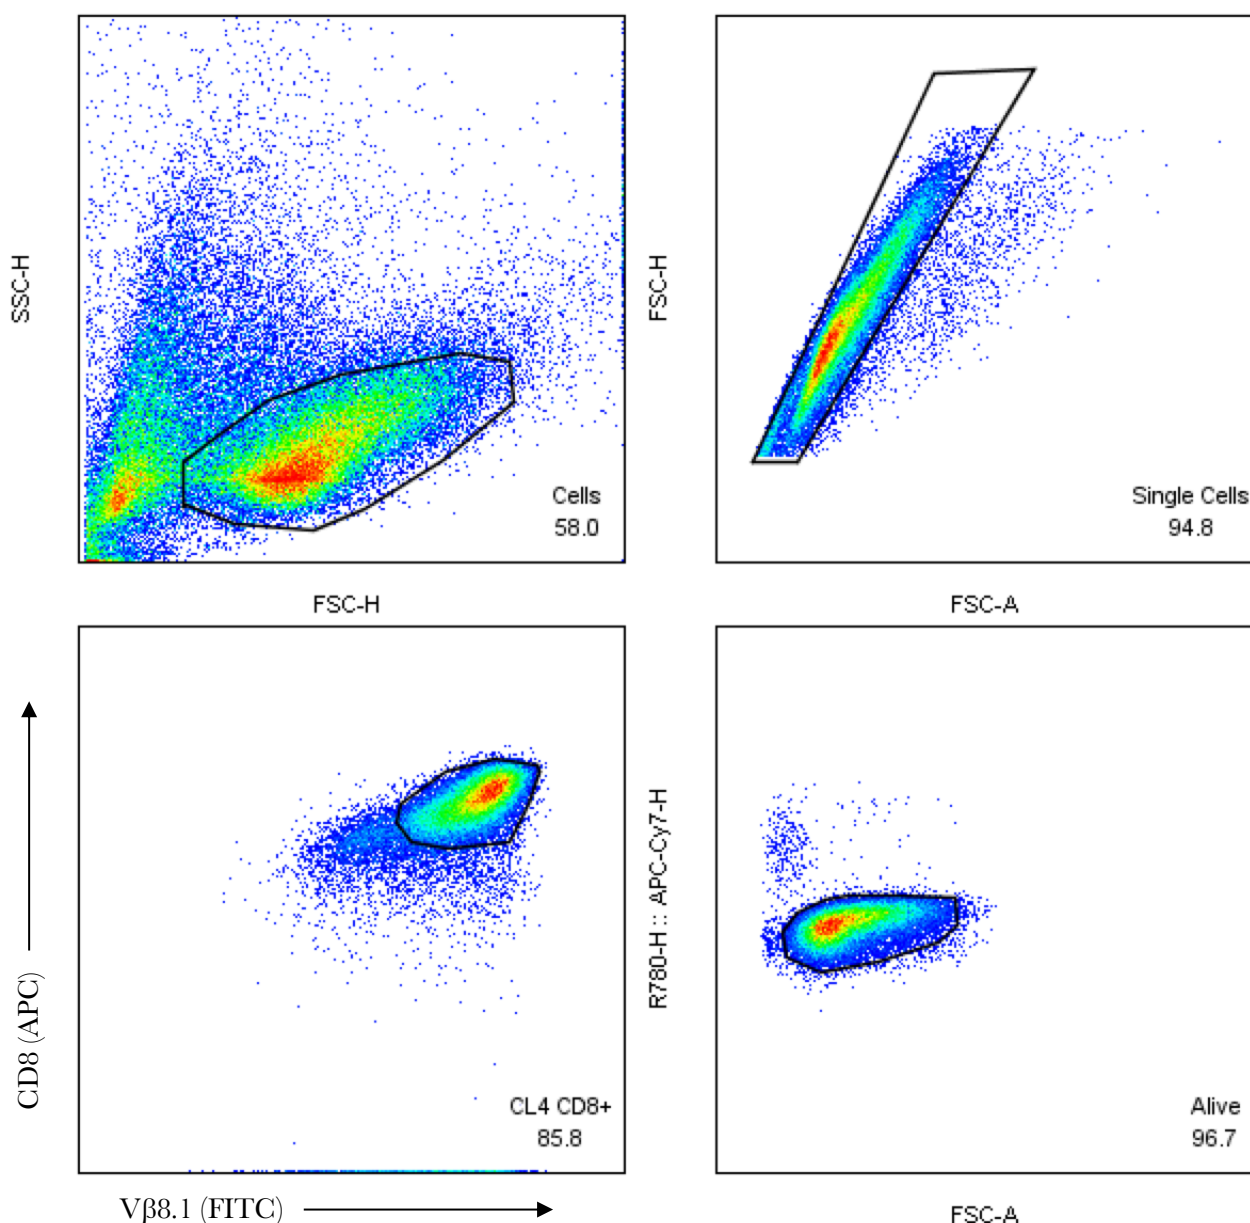 SSC-H
Cells
58.0
FSC-H
FSC-H
Single Cells
94.8
FSC-A
CD8 (APC)
CL4 CD8+
85.8
Vβ8.1 (FITC)
R780-H :: APC-Cy7-H
Alive
96.7
FSC-A